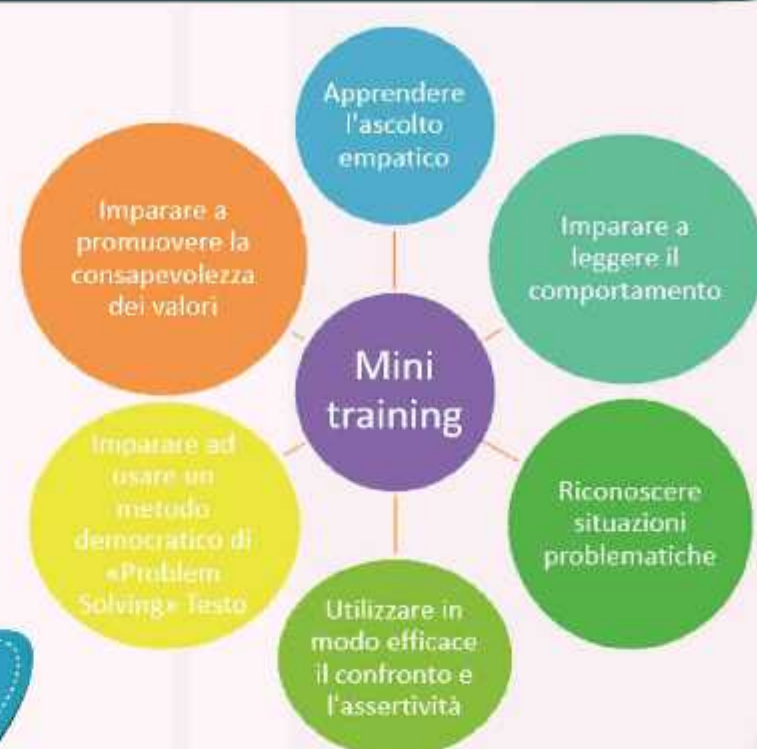 Apprendere
l'ascolto
empatico
Imparare a
leggere il
comportamento
Riconoscere
situazioni
problematiche
Utilizzare in
modo efficace
il confronto e
l'assertività
Imparare ad
usare un
metodo
democratico di
«Problem
Solving» Testo
Imparare a
promuovere la
consapevolezza
dei valori
Mini
training